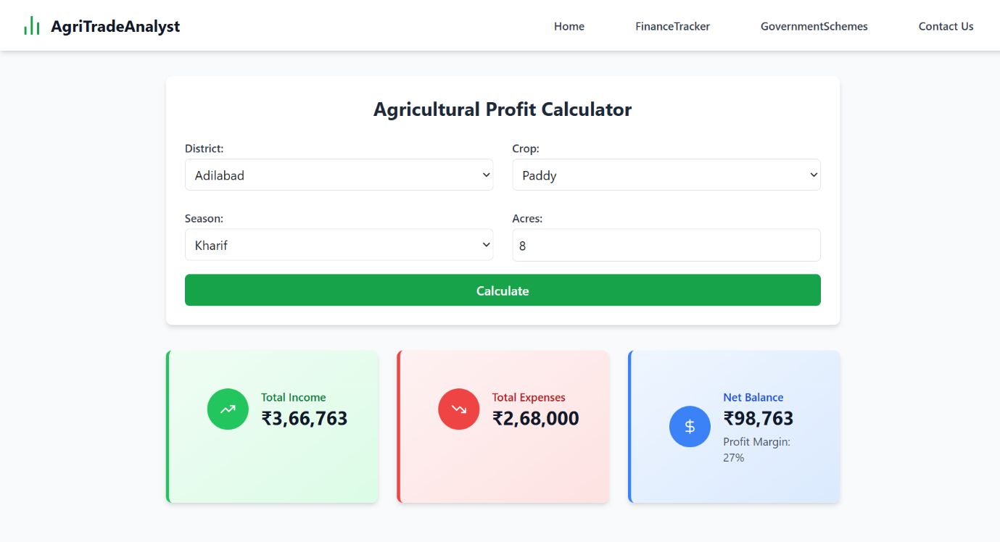 AgriTradeAnalyst
Home FinanceTracker GovernmentSchemes Contact Us
Agricultural Profit Calculator
District: Crop:
Adilabad Paddy
Season: Acres:
Kharif 8
Calculate
Total Income
₹3,66,763
Total Expenses
₹2,68,000
Net Balance
₹98,763
Profit Margin:
27%